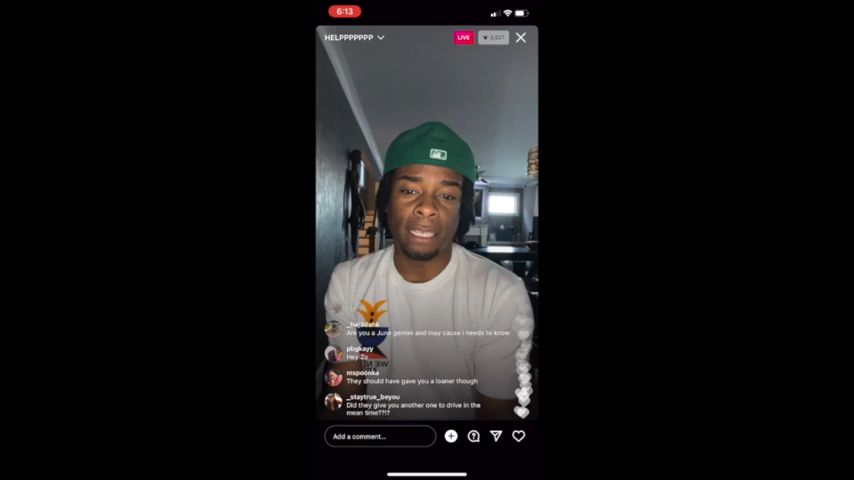 6:13
HELPPPPPPP
LIVE
3,527
Are you a June gemini and may cause i needs to know
pbgkayy
Hey Zo
mspoonka
They should have gave you a loaner though
_staytrue_beyou
Did they give you another one to drive in the
mean time??!?
Add a comment...